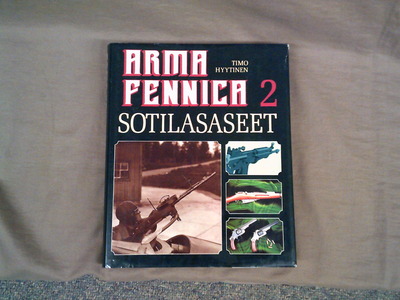 ARMA
TIMO
HYYTINEN
FENNICA 2
SOTILASASEET